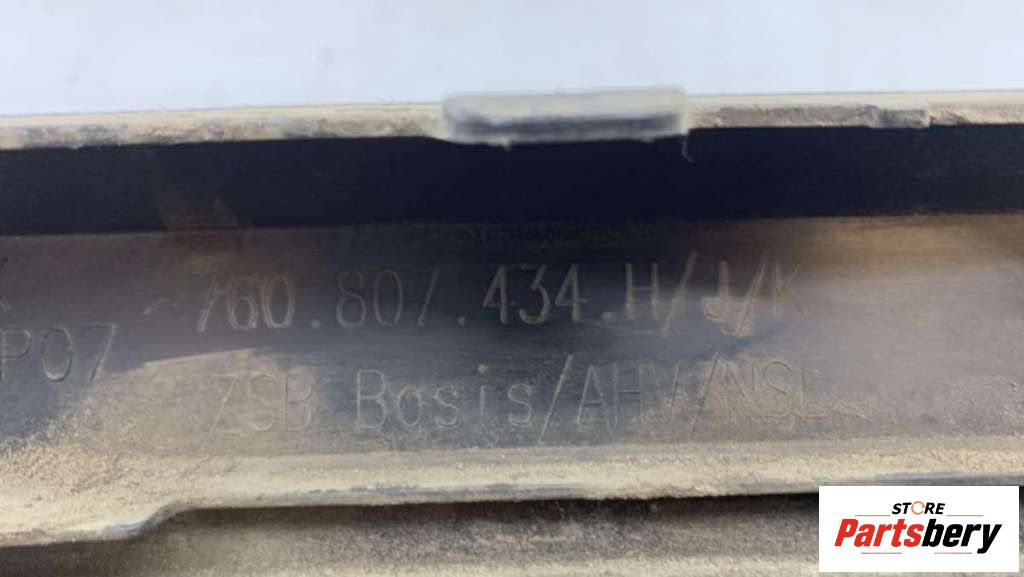 760.807.434.H/J/K
P07
ZSB Basis/AHV/NSL
STORE
Partsbery